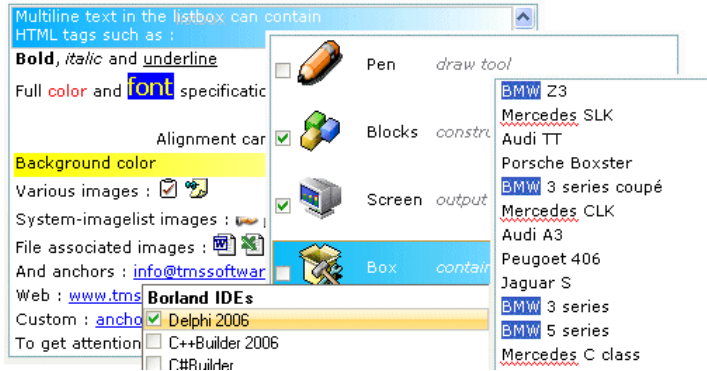 Multiline text in the listbox can contain
HTML tags such as :
Bold, italic and underline
Full color and font
Alignment
Background color
Various images :
System-imagelist images :
File associated images :
And anchors : info@tmssoftwar
Web : www.tms
Custom : ancho
To get attention
Pen draw tool
Blocks constru
Screen output
Box contain
Borland IDEs
Delphi 2006
C++Builder 2006
C#Builder
BMW Z3
Mercedes SLK
Audi TT
Porsche Boxster
BMW 3 series coupé
Mercedes CLK
Audi A3
Peugoet 406
Jaguar S
BMW 3 series
BMW 5 series
Mercedes C class